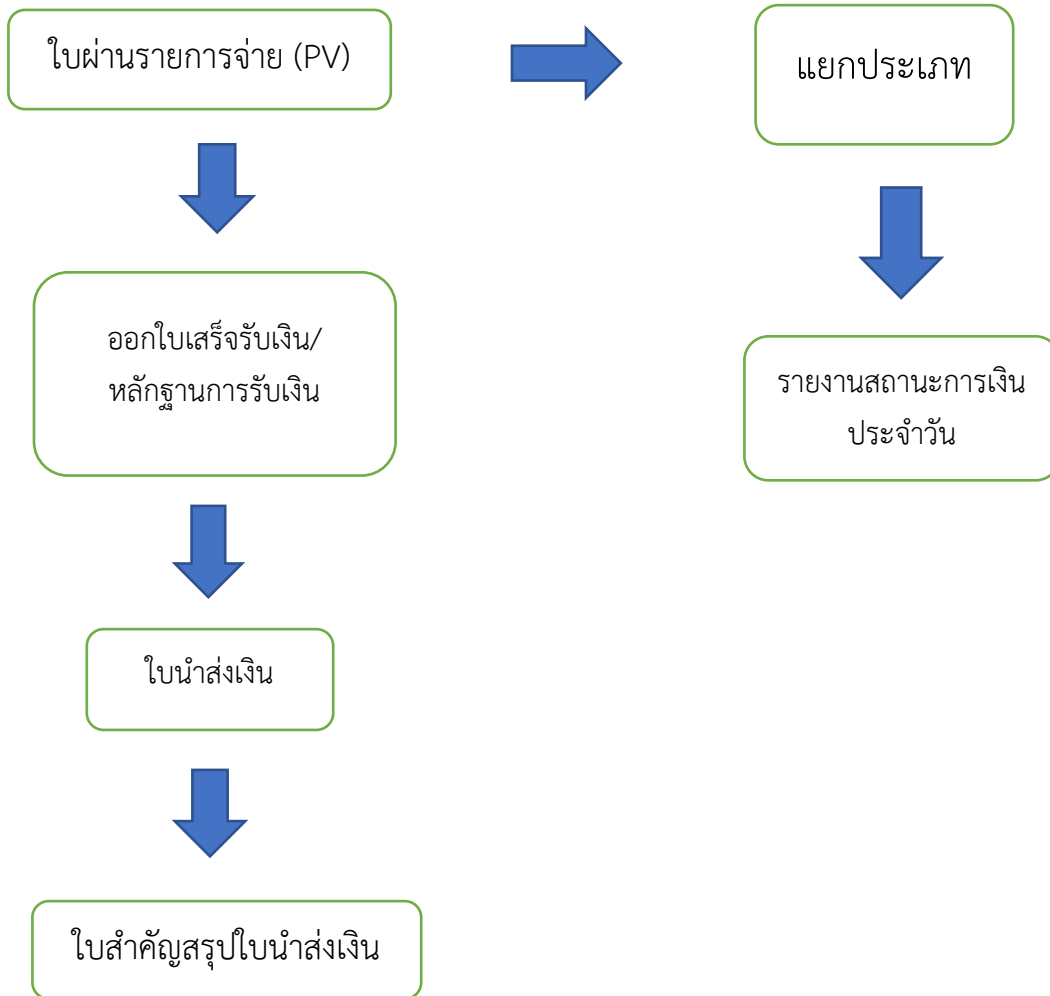 ใบผ่านรายการจ่าย (PV)
แยกประเภท
ออกใบเสร็จรับเงิน/
หลักฐานการรับเงิน
รายงานสถานะการเงิน
ประจำวัน
ใบนำส่งเงิน
ใบสำคัญสรุปใบนำส่งเงิน